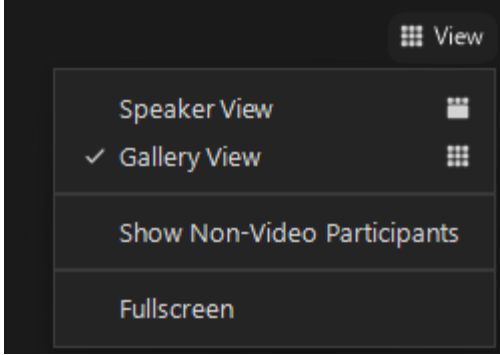 View
Speaker View
Gallery View
Show Non-Video Participants
Fullscreen